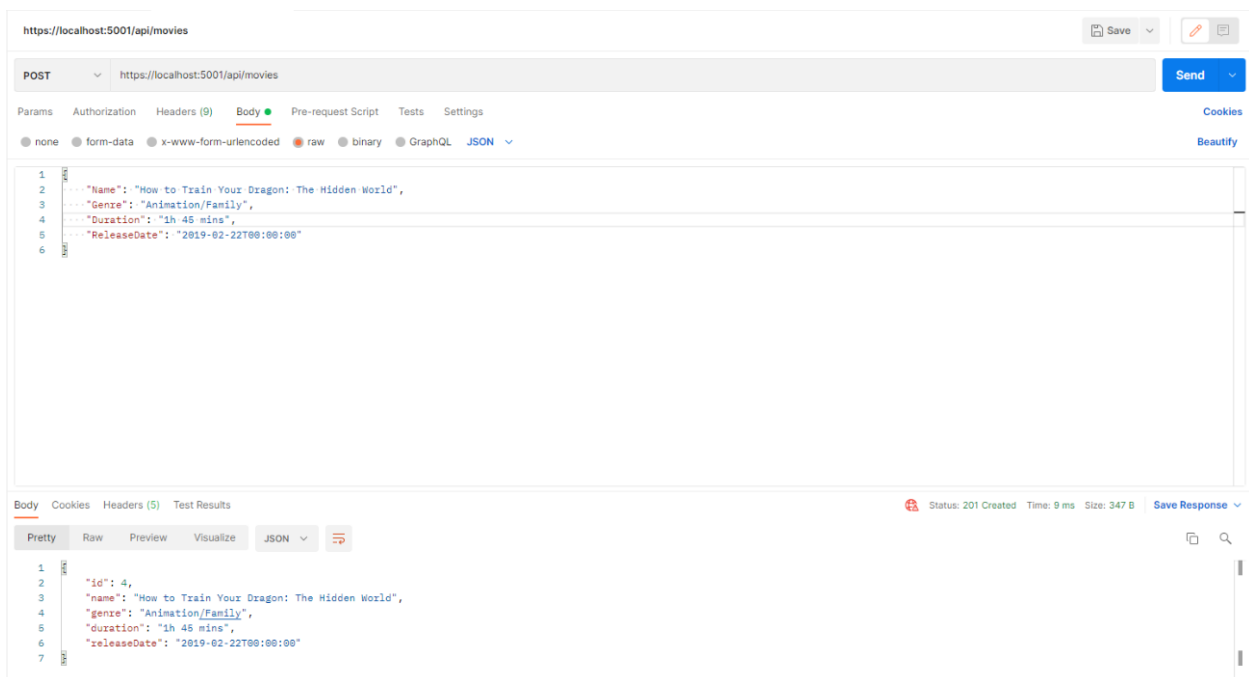 https://localhost:5001/api/movies
Save
POST https://localhost:5001/api/movies Send
Params Authorization Headers (9) Body Pre-request Script Tests Settings Cookies
none form-data x-www-form-urlencoded raw binary GraphQL JSON Beautify
1 {
2 "Name": "How to Train Your Dragon: The Hidden World",
3 "Genre": "Animation/Family",
4 "Duration": "1h 45 mins",
5 "ReleaseDate": "2019-02-22T00:00:00"
6 }
Body Cookies Headers (5) Test Results Status: 201 Created Time: 9 ms Size: 347 B Save Response
Pretty Raw Preview Visualize JSON
1 {
2 "id": 4,
3 "name": "How to Train Your Dragon: The Hidden World",
4 "genre": "Animation/Family",
5 "duration": "1h 45 mins",
6 "releaseDate": "2019-02-22T00:00:00"
7 }